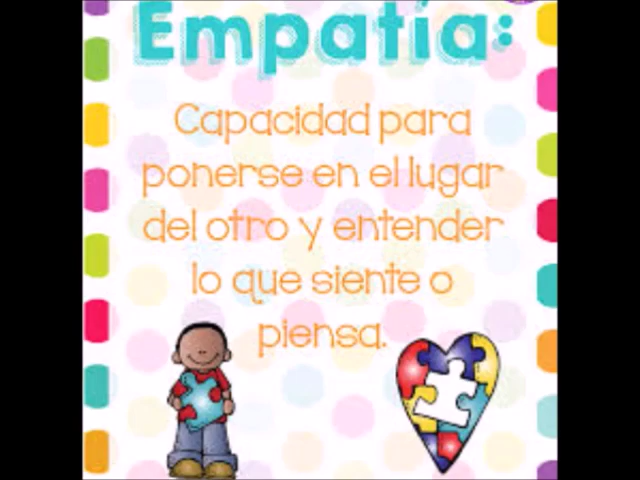 Empatía:
Capacidad para
ponerse en el lugar
del otro y entender
lo que siente o
piensa.